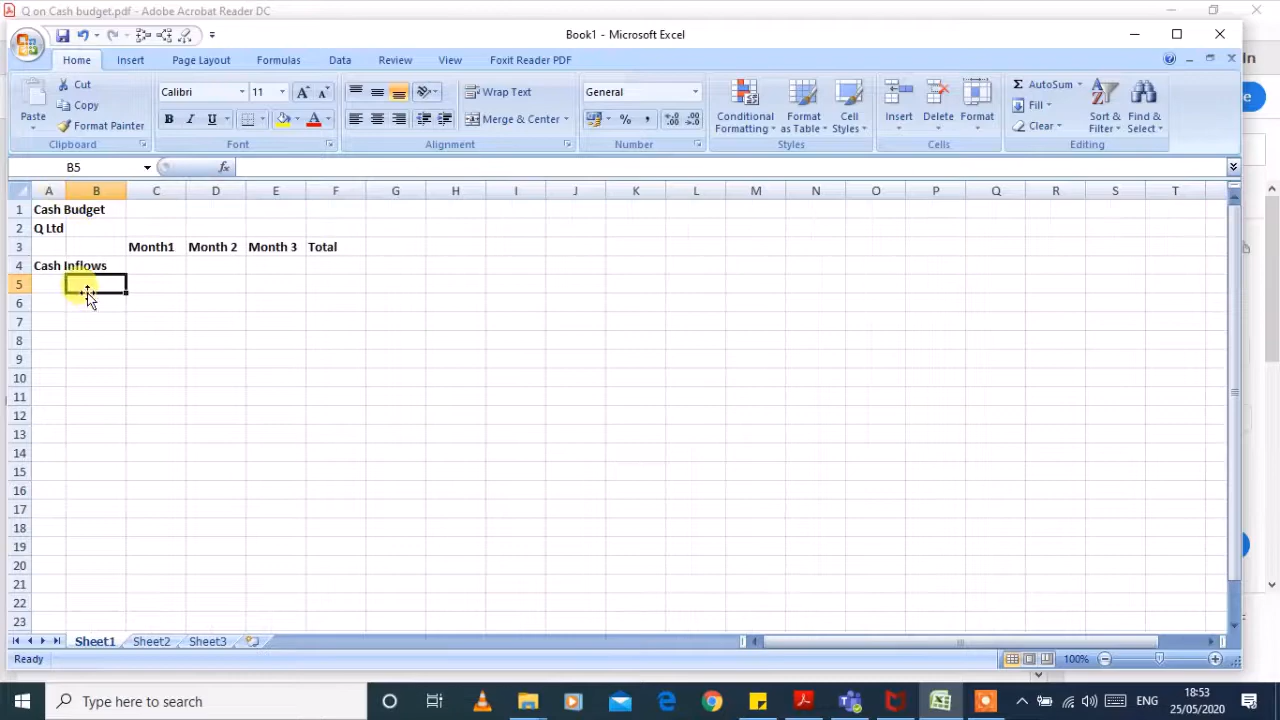 Q on Cash budget.pdf - Adobe Acrobat Reader DC
Book1 - Microsoft Excel
Home Insert Page Layout Formulas Data Review View Foxit Reader PDF
In
Cut
Copy
Format Painter
Paste
Clipboard
Calibri 11
B I U
Font
Wrap Text
Merge & Center
Alignment
General
%
Number
Conditional Formatting
Format as Table
Cell Styles
Styles
Insert Delete Format
Cells
AutoSum
Fill
Clear
Sort & Filter
Find & Select
Editing
e
B5
fx
A B C D E F G H I J K L M N O P Q R S T
1 Cash Budget
2 Q Ltd
3 Month1 Month 2 Month 3 Total
4 Cash Inflows
5
6
7
8
9
10
11
12
13
14
15
16
17
18
19
20
21
22
23
Sheet1 Sheet2 Sheet3
Ready
100%
Type here to search
ENG
18:53
25/05/2020